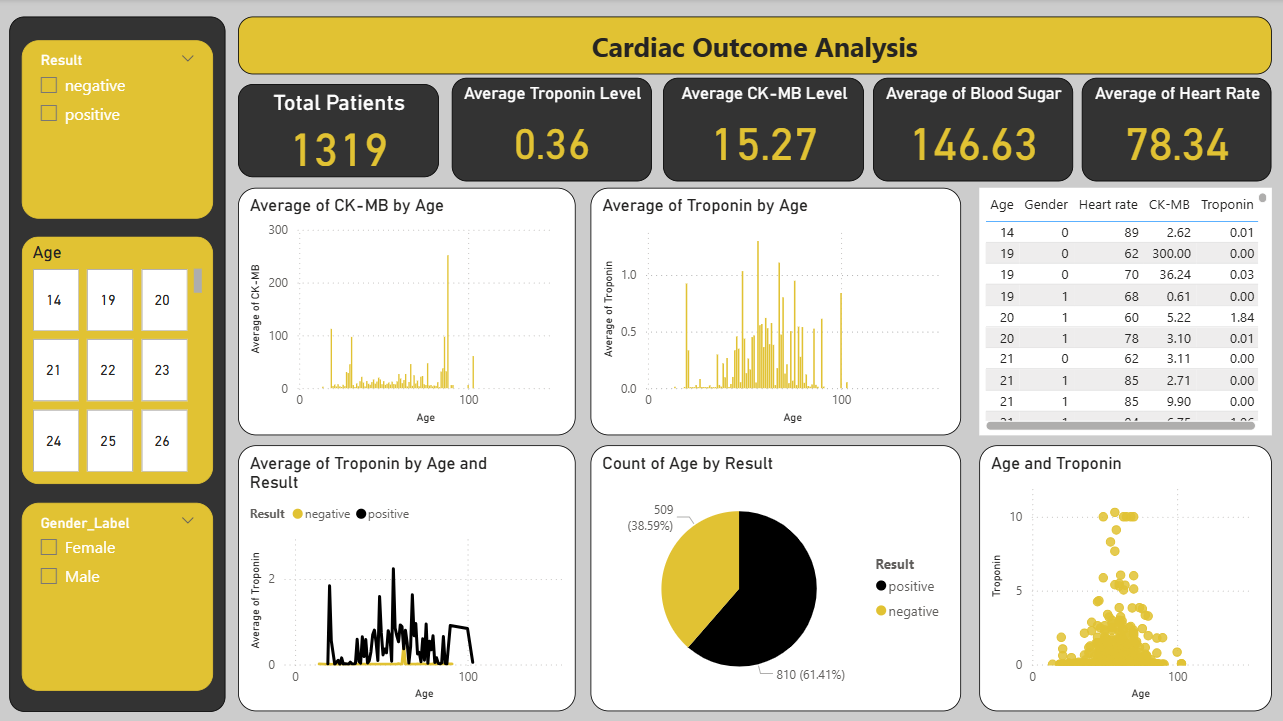 Cardiac Outcome Analysis
Result
negative
positive
Age
14 19 20
21 22 23
24 25 26
Gender_Label
Female
Male
Total Patients
1319
Average Troponin Level
0.36
Average CK-MB Level
15.27
Average of Blood Sugar
146.63
Average of Heart Rate
78.34
Average of CK-MB by Age
Average of CK-MB
300
200
100
0
0 100
Age
Average of Troponin by Age
Average of Troponin
1.0
0.5
0.0
0 100
Age
Age Gender Heart rate CK-MB Troponin
14 0 89 2.62 0.01
19 0 62 300.00 0.00
19 0 70 36.24 0.03
19 1 68 0.61 0.00
20 1 60 5.22 1.84
20 1 78 3.10 0.01
21 0 62 3.11 0.00
21 1 85 2.71 0.00
21 1 85 9.90 0.00
Average of Troponin by Age and
Result
Result negative positive
Average of Troponin
2
0
0 100
Age
Count of Age by Result
509
(38.59%)
810 (61.41%)
Result
positive
negative
Age and Troponin
Troponin
10
5
0
0 100
Age